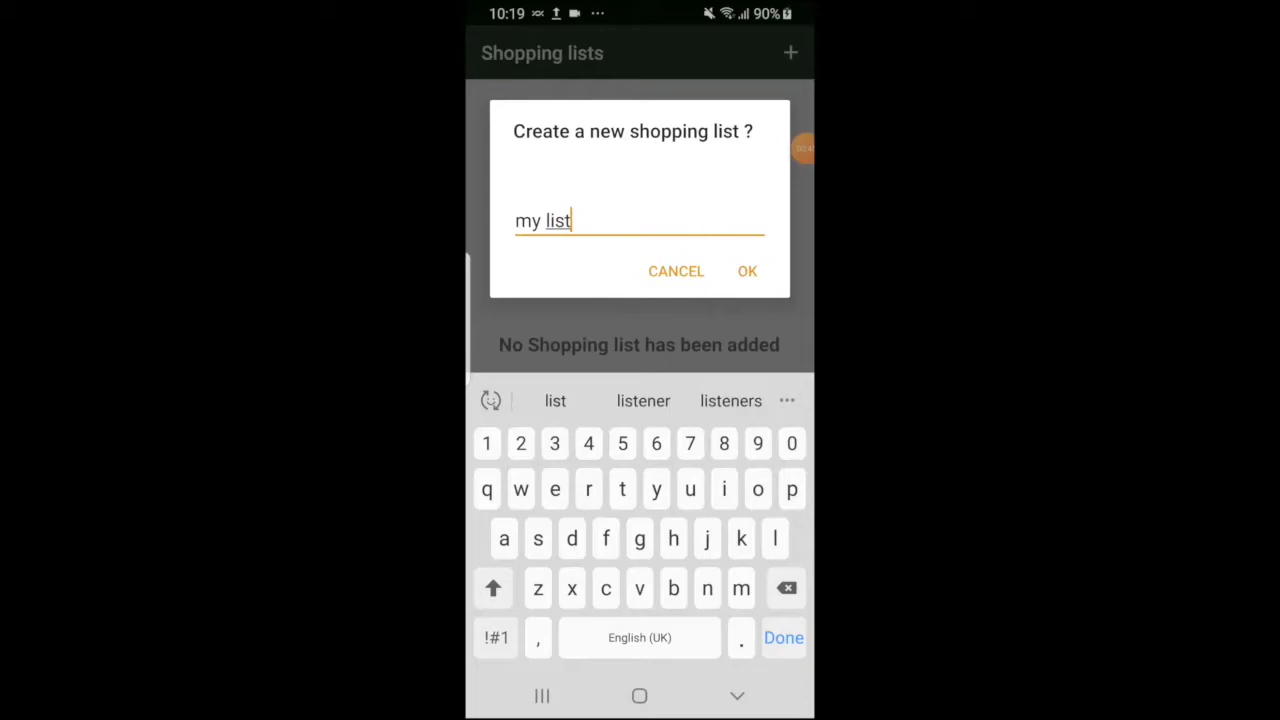 10:19 90%
Shopping lists +
Create a new shopping list ?
my list
CANCEL OK
No Shopping list has been added
list listener listeners
1 2 3 4 5 6 7 8 9 0
q w e r t y u i o p
a s d f g h j k l
z x c v b n m
!#1 , English (UK) . Done